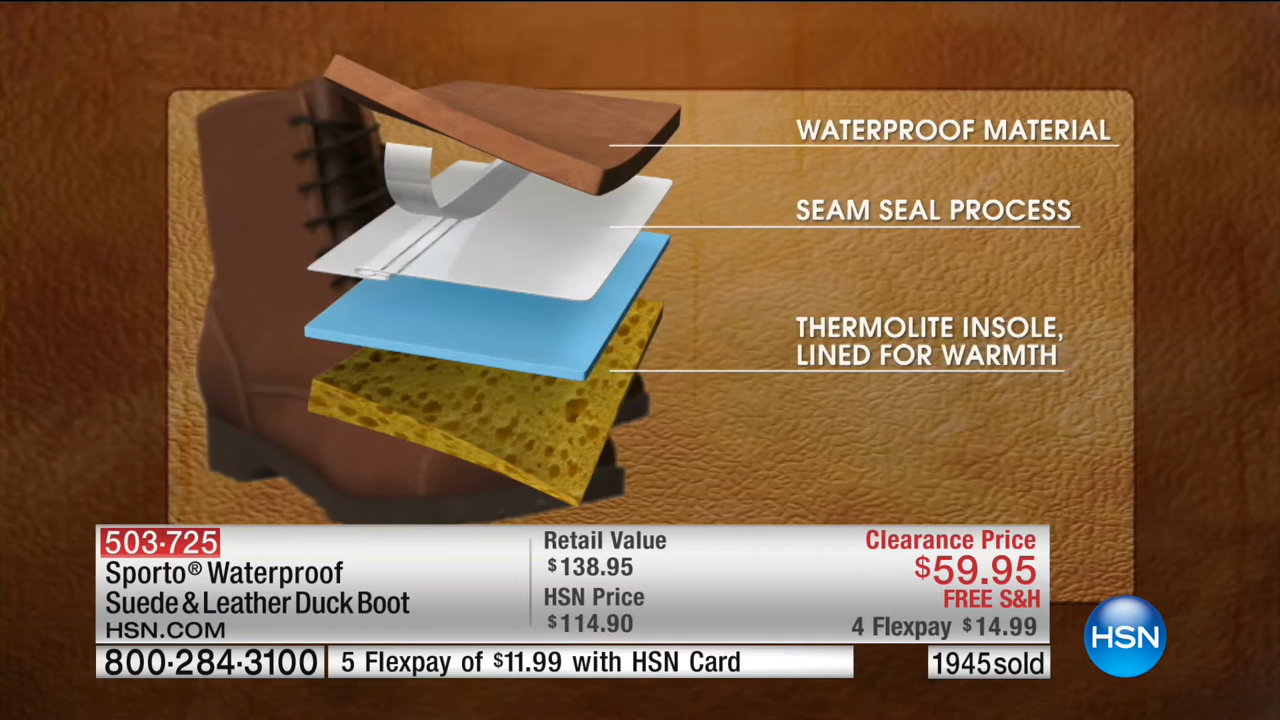 WATERPROOF MATERIAL
SEAM SEAL PROCESS
THERMOLITE INSOLE,
LINED FOR WARMTH
503-725
Sporto® Waterproof
Suede & Leather Duck Boot
HSN.COM
Retail Value
$138.95
HSN Price
$114.90
Clearance Price
$59.95
FREE S&H
4 Flexpay $14.99
800-284-3100
5 Flexpay of $11.99 with HSN Card
1945 sold
HSN